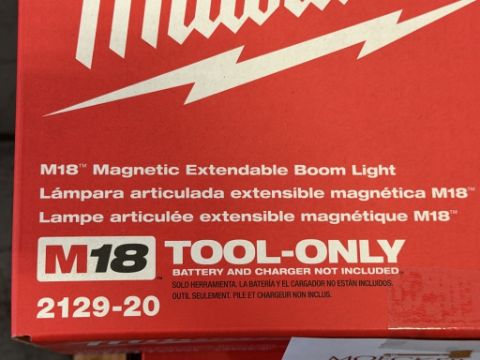 Milwaukee
M18™ Magnetic Extendable Boom Light
Lámpara articulada extensible magnética M18™
Lampe articulée extensible magnétique M18™
M18™ TOOL-ONLY
BATTERY AND CHARGER NOT INCLUDED
SOLO HERRAMIENTA. LA BATERÍA Y EL CARGADOR NO ESTÁN INCLUIDOS.
OUTIL SEULEMENT. PILE ET CHARGEUR NON INCLUS.
2129-20